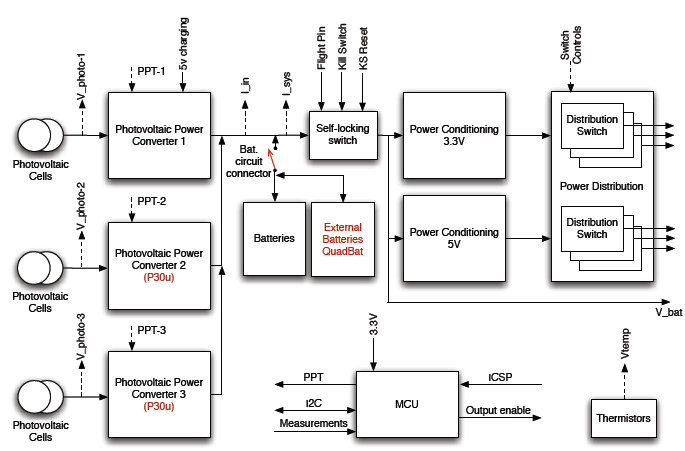 V_photo-1
PPT-1
5v charging
I_in
I_sys
Flight Pin
Kill Switch
KS Reset
Switch
Controls
Photovoltaic
Cells
Photovoltaic Power
Converter 1
Bat.
circuit
connector
Self-locking
switch
Power Conditioning
3.3V
Distribution
Switch
Power Distribution
V_photo-2
PPT-2
Photovoltaic
Cells
Photovoltaic Power
Converter 2
(P30u)
Batteries
External
Batteries
QuadBat
Power Conditioning
5V
Distribution
Switch
V_bat
V_photo-3
PPT-3
Photovoltaic
Cells
Photovoltaic Power
Converter 3
(P30u)
3.3V
PPT
I2C
Measurements
MCU
ICSP
Output enable
Vtemp
Thermistors